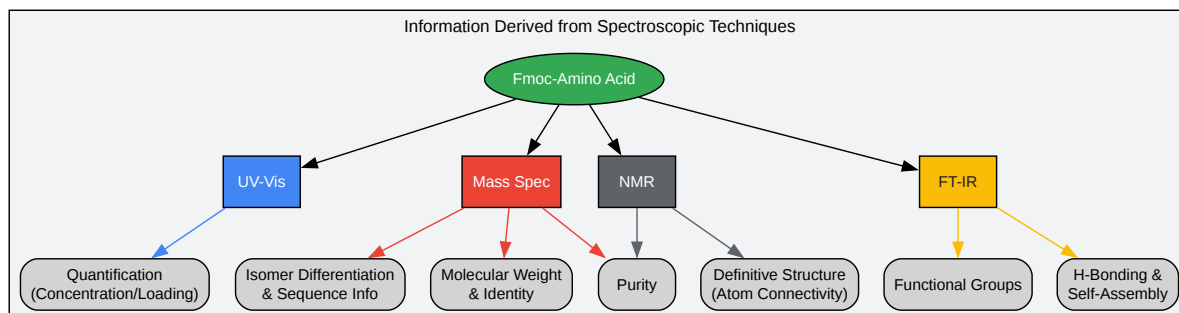 Information Derived from Spectroscopic Techniques
Fmoc-Amino Acid
UV-Vis
Mass Spec
NMR
FT-IR
Quantification
(Concentration/Loading)
Isomer Differentiation
& Sequence Info
Molecular Weight
& Identity
Purity
Definitive Structure
(Atom Connectivity)
Functional Groups
H-Bonding &
Self-Assembly